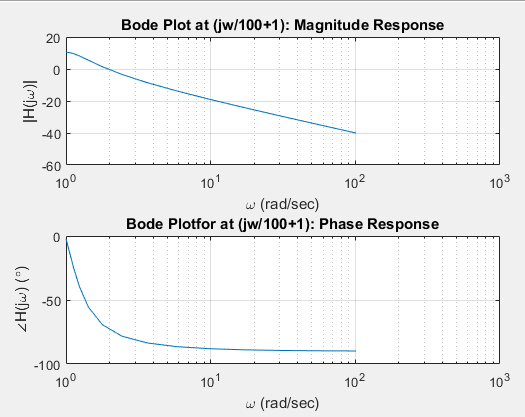 Bode Plot at (jw/100+1): Magnitude Response
|H(jω)|
20
0
-20
-40
-60
10^0
10^1
10^2
10^3
ω (rad/sec)
Bode Plotfor at (jw/100+1): Phase Response
∠H(jω) (°)
0
-50
-100
10^0
10^1
10^2
10^3
ω (rad/sec)